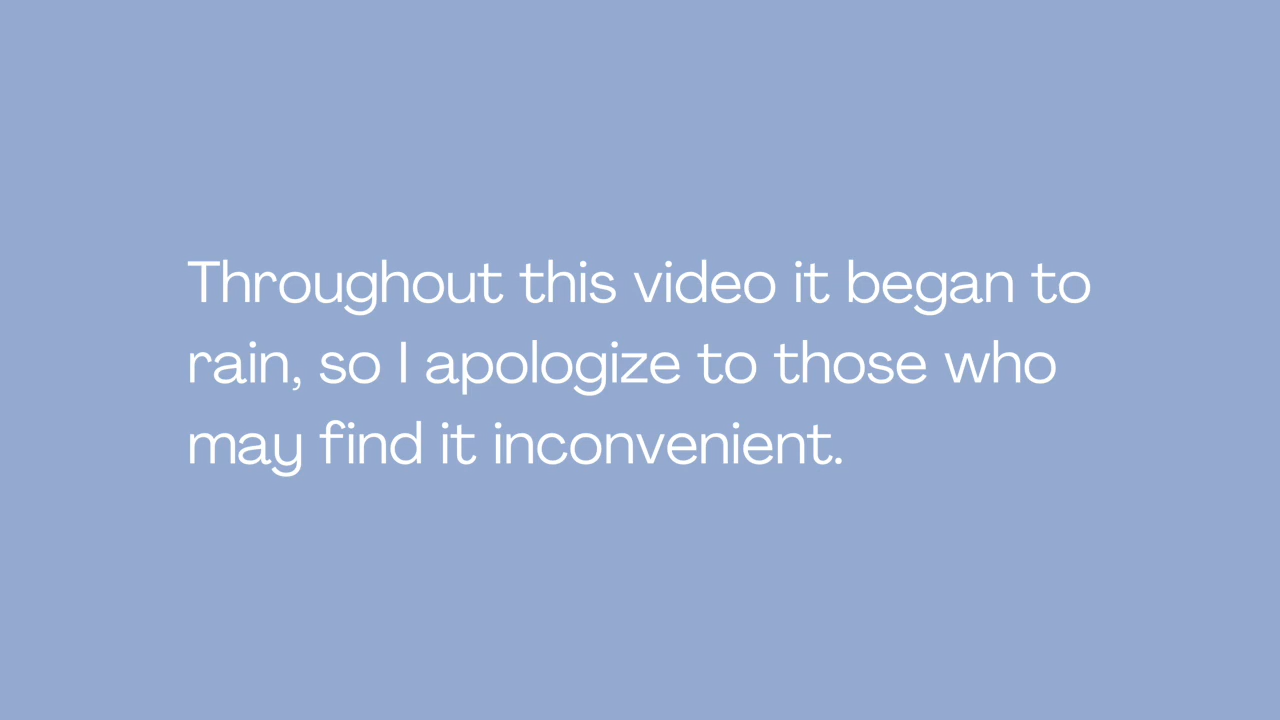 Throughout this video it began to
rain, so I apologize to those who
may find it inconvenient.